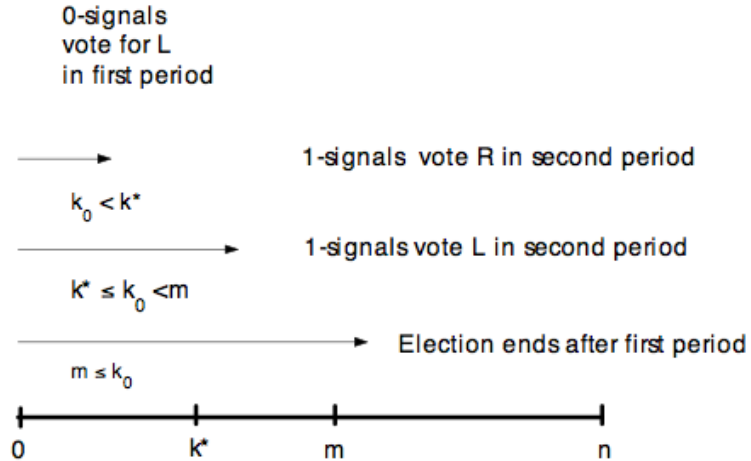 0-signals
vote for L
in first period
1-signals vote R in second period
k₀ < k*
1-signals vote L in second period
k* ≤ k₀ <m
Election ends after first period
m ≤ k₀
0 k* m n